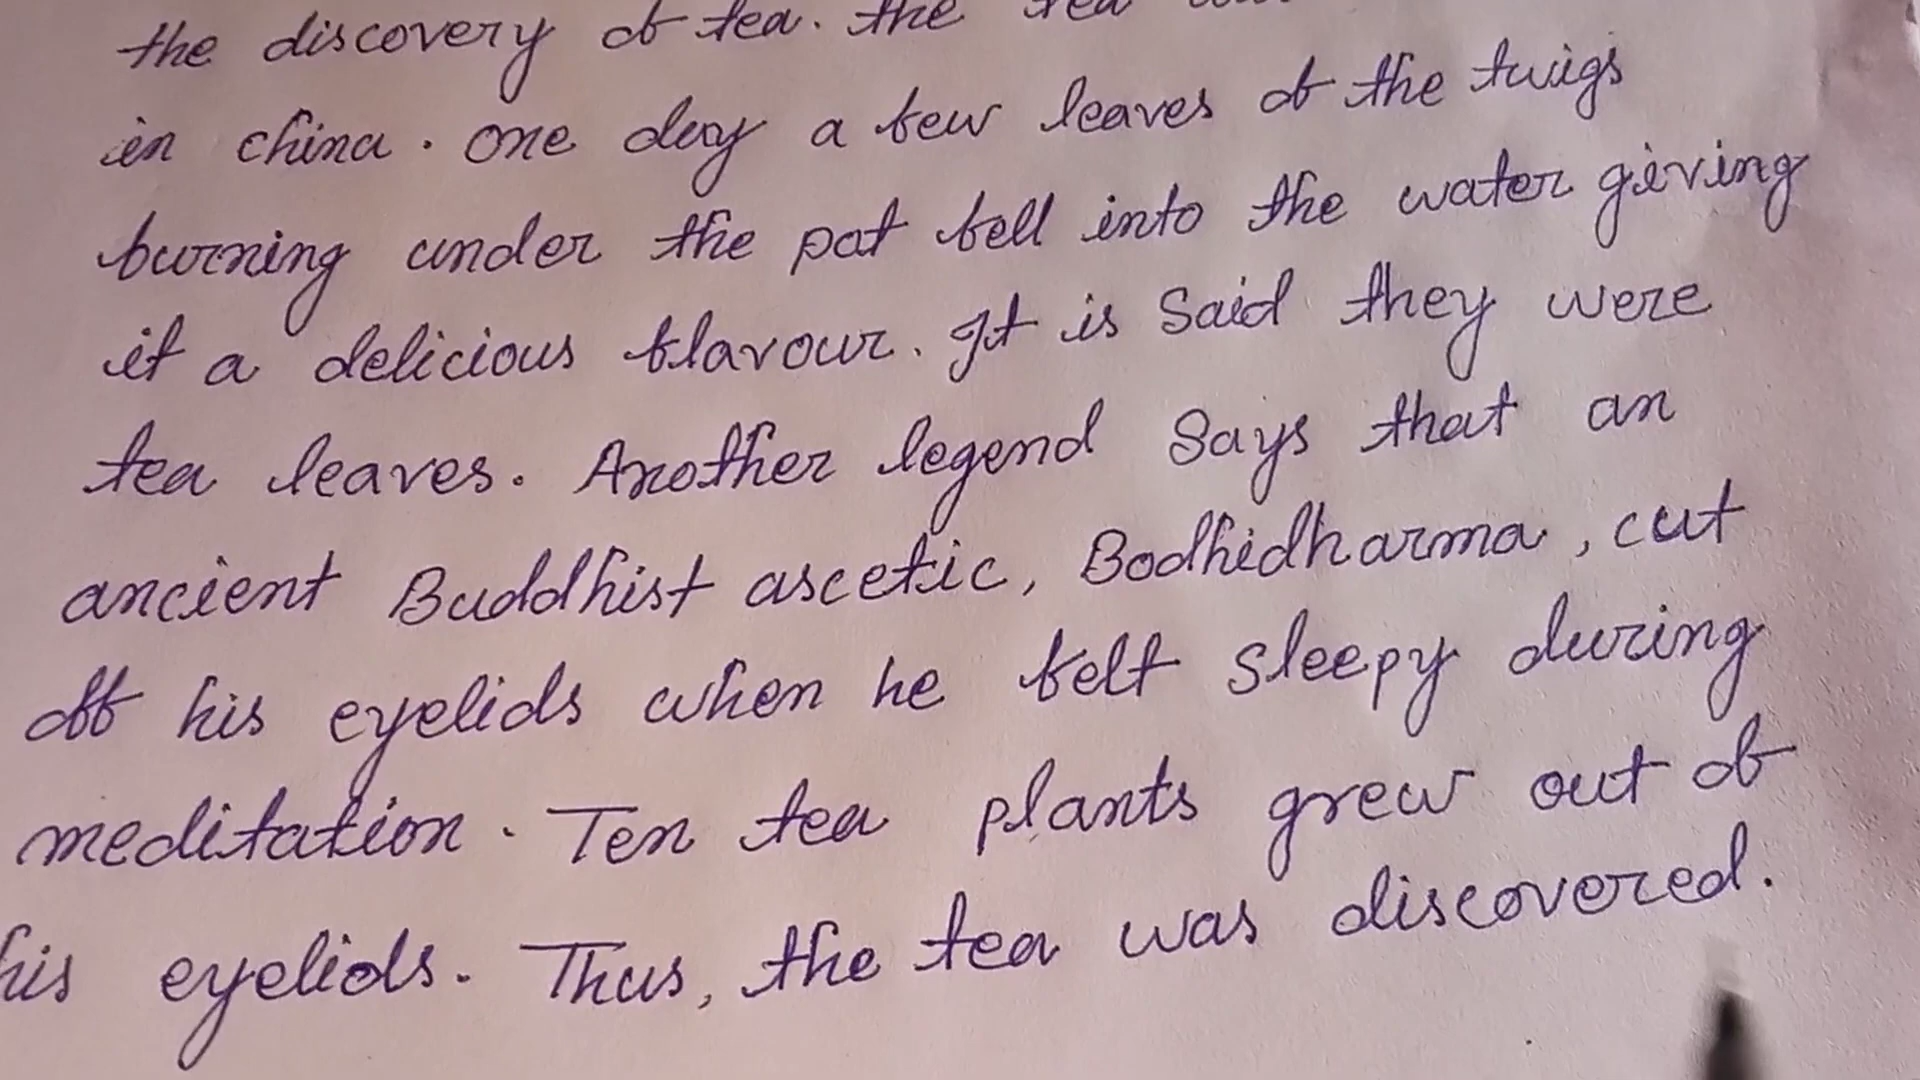 the discovery of tea. the tea
in china. one day a few leaves of the twigs
burning under the pot fell into the water giving
it a delicious flavour. It is Said they were
tea leaves. Another legend Says that an
ancient Buddhist ascetic, Bodhidharma, cut
off his eyelids when he felt sleepy during
meditation. Ten tea plants grew out of
his eyelids. Thus, the tea was discovered.